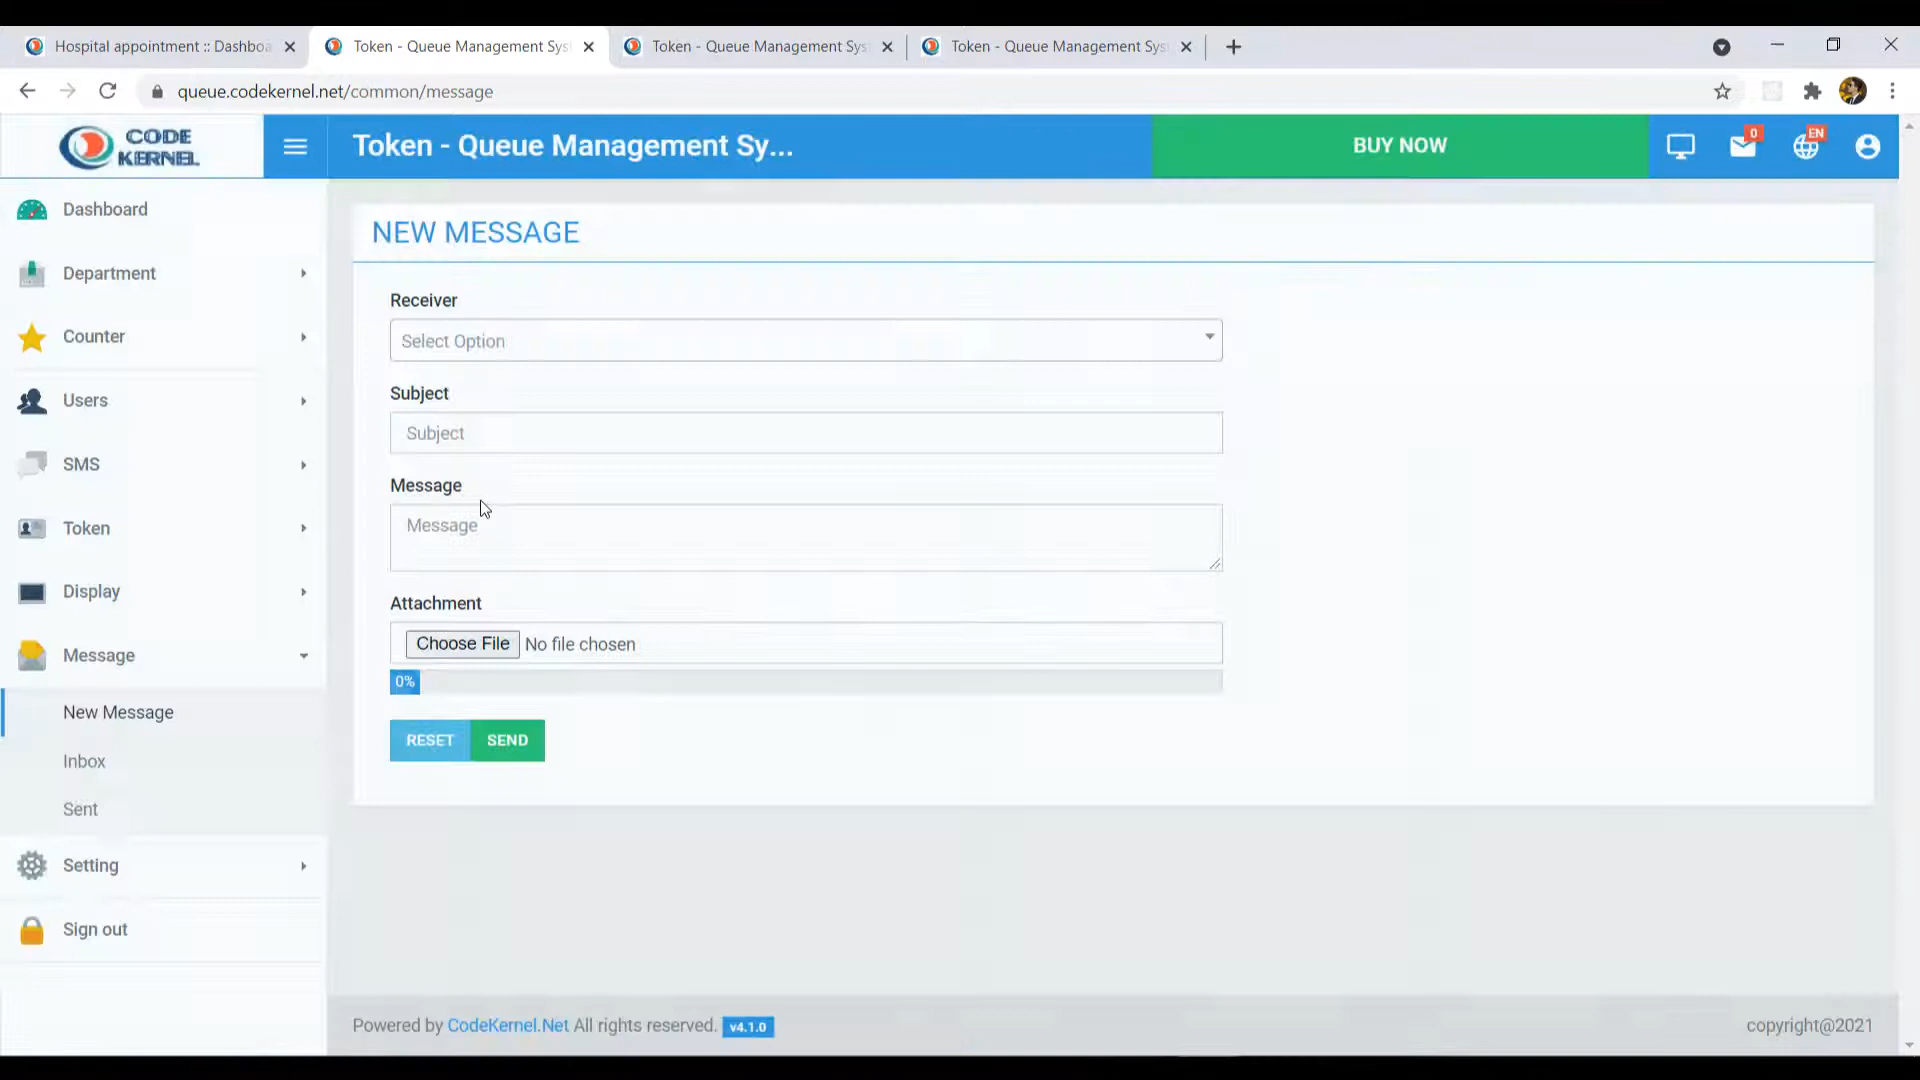 Hospital appointment :: Dashboa
Token - Queue Management Sys
Token - Queue Management Sys
Token - Queue Management Sys
queue.codekernel.net/common/message
CODE
KERNEL
Token - Queue Management Sy...
BUY NOW
0
EN
Dashboard
Department
Counter
Users
SMS
Token
Display
Message
New Message
Inbox
Sent
Setting
Sign out
NEW MESSAGE
Receiver
Select Option
Subject
Subject
Message
Message
Attachment
Choose File No file chosen
0%
RESET SEND
Powered by CodeKernel.Net All rights reserved. v4.1.0
copyright@2021